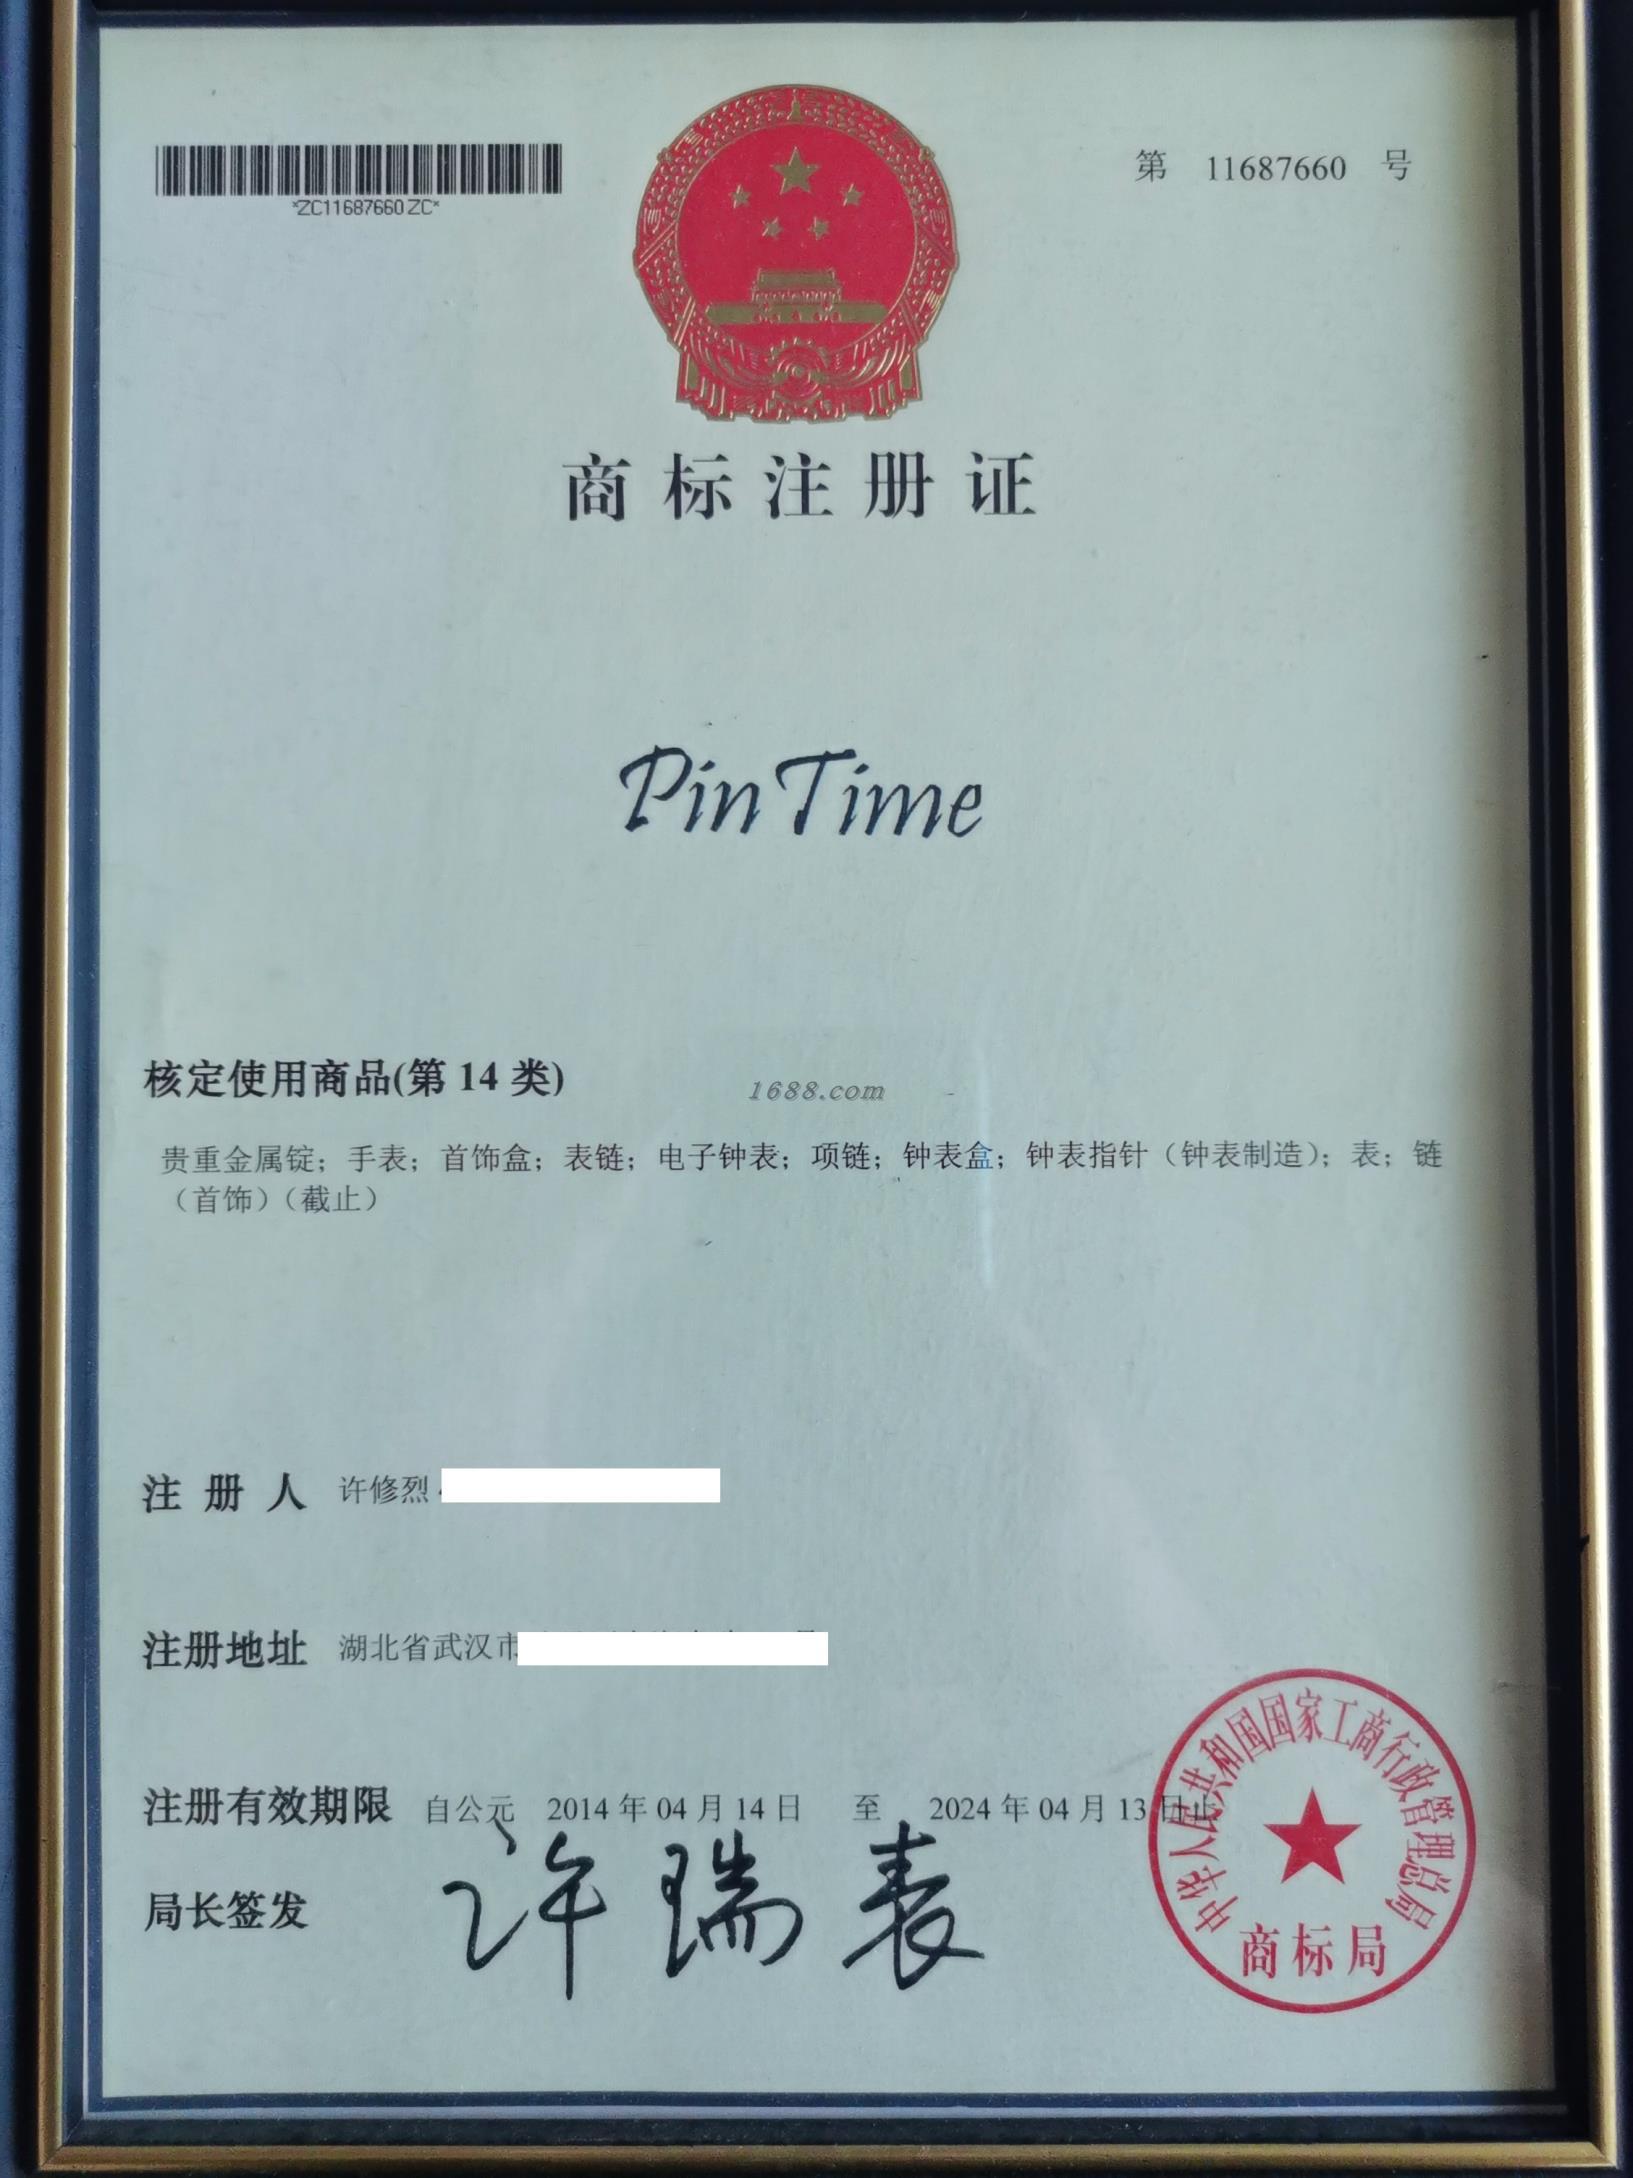 第 11687660 号
*ZC11687660ZC*
商标注册证
PinTime
核定使用商品(第 14 类)
1688.com
贵重金属锭；手表；首饰盒；表链；电子钟表；项链；钟表盒；钟表指针（钟表制造）；表；链
（首饰）（截止）
注册人 许修烈
注册地址 湖北省武汉市
注册有效期限 自公元 2014 年 04 月 14 日 至 2024 年 04 月 13 日止
局长签发 许瑞表
中华人民共和国国家工商行政管理总局
商标局